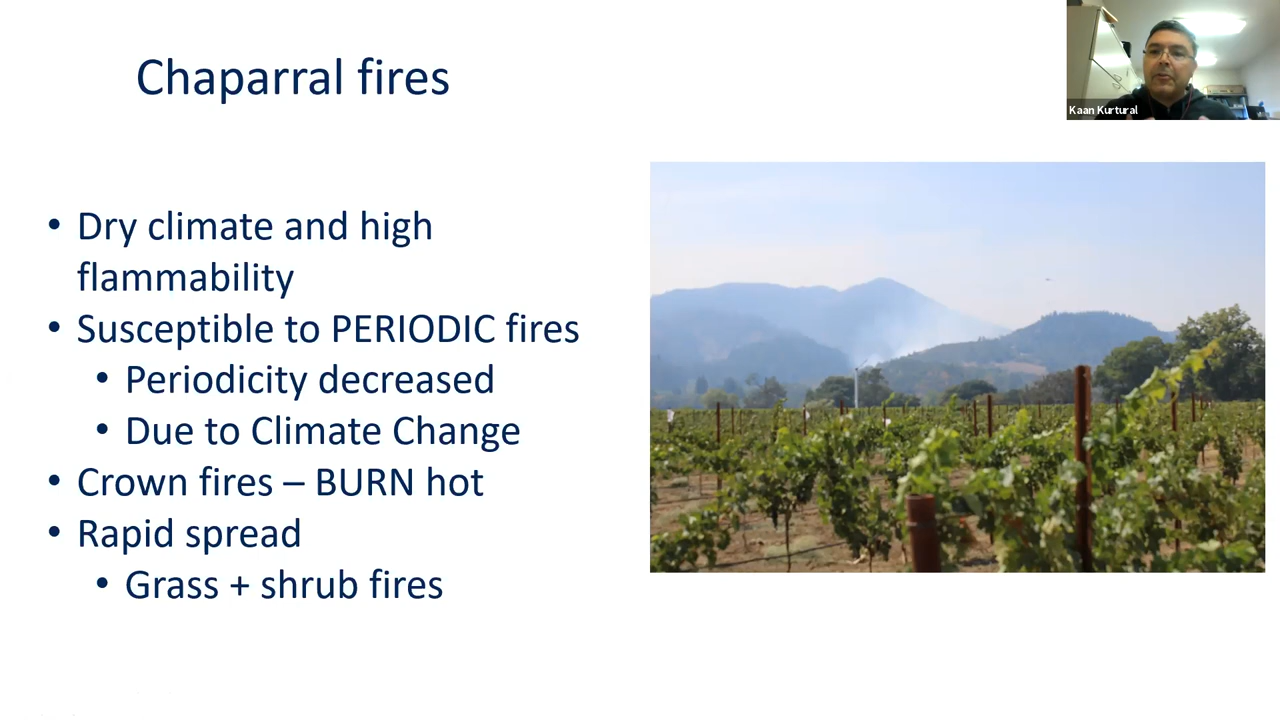 Chaparral fires
Kaan Kurtural
• Dry climate and high
flammability
• Susceptible to PERIODIC fires
• Periodicity decreased
• Due to Climate Change
• Crown fires – BURN hot
• Rapid spread
• Grass + shrub fires